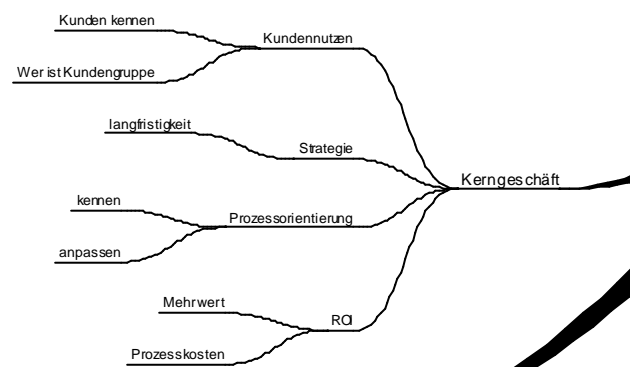 Kunden kennen
Kundennutzen
Wer ist Kundengruppe
langfristigkeit
Strategie
Kerngeschäft
kennen
Prozessorientierung
anpassen
Mehrwert
ROI
Prozesskosten